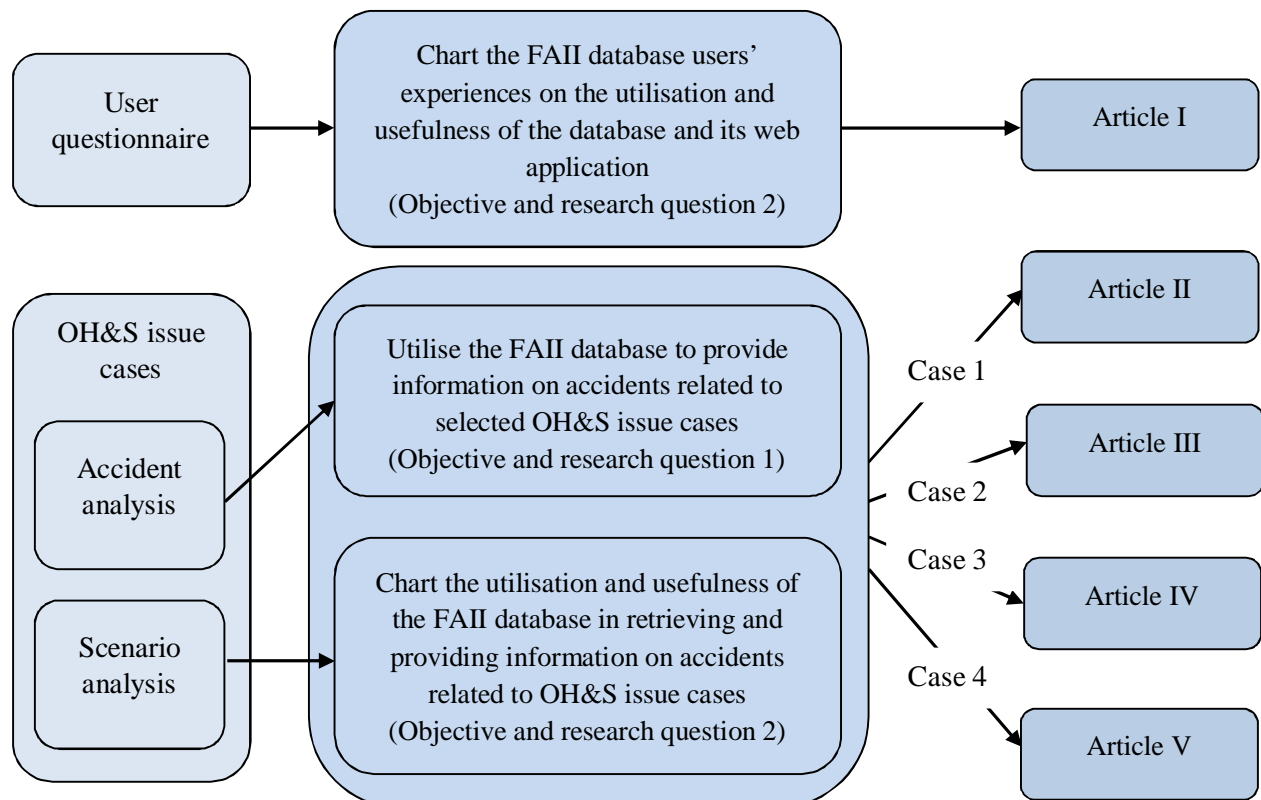 User
questionnaire
Chart the FAII database users’
experiences on the utilisation and
usefulness of the database and its web
application
(Objective and research question 2)
Article I
OH&S issue
cases
Accident
analysis
Scenario
analysis
Utilise the FAII database to provide
information on accidents related to
selected OH&S issue cases
(Objective and research question 1)
Chart the utilisation and usefulness of
the FAII database in retrieving and
providing information on accidents
related to OH&S issue cases
(Objective and research question 2)
Case 1
Case 2
Case 3
Case 4
Article II
Article III
Article IV
Article V